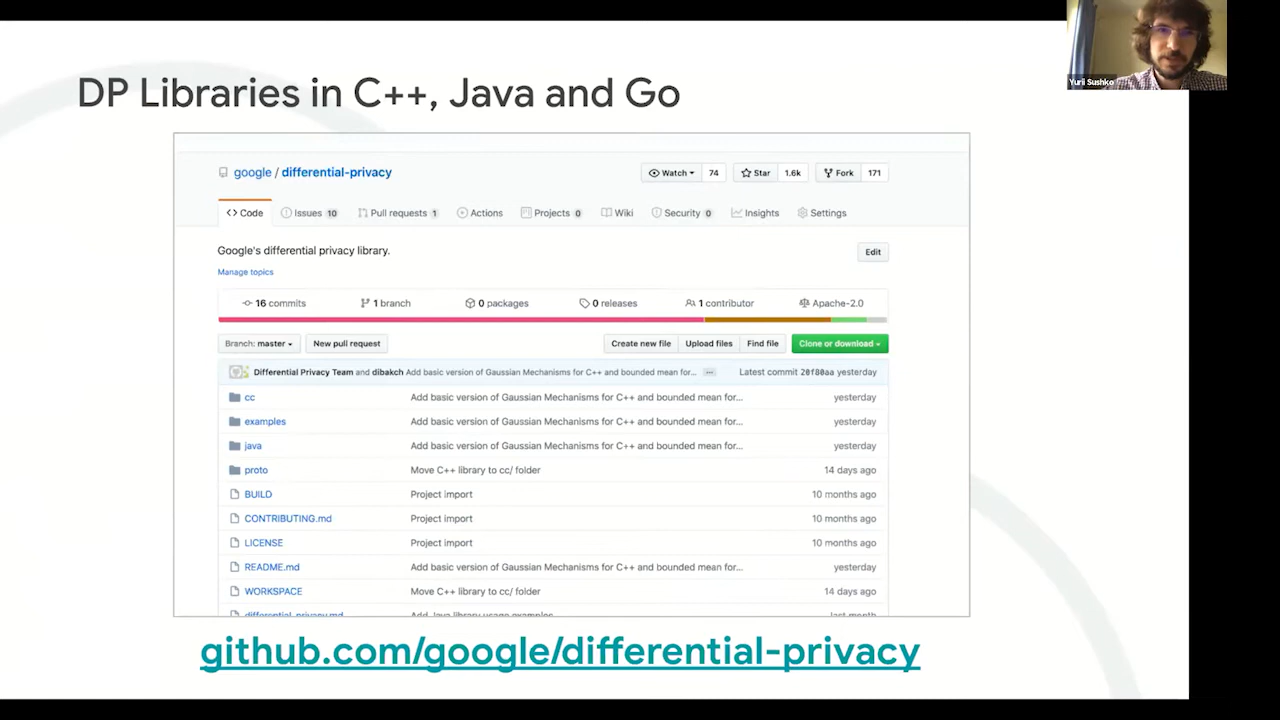 DP Libraries in C++, Java and Go
Yurii Sushko
google / differential-privacy
Watch 74 Star 1.6k Fork 171
Code Issues 10 Pull requests 1 Actions Projects 0 Wiki Security 0 Insights Settings
Google's differential privacy library. Edit
Manage topics
16 commits 1 branch 0 packages 0 releases 1 contributor Apache-2.0
Branch: master New pull request Create new file Upload files Find file Clone or download
Differential Privacy Team and dibakch Add basic version of Gaussian Mechanisms for C++ and bounded mean for... Latest commit 20f80aa yesterday
cc Add basic version of Gaussian Mechanisms for C++ and bounded mean for... yesterday
examples Add basic version of Gaussian Mechanisms for C++ and bounded mean for... yesterday
java Add basic version of Gaussian Mechanisms for C++ and bounded mean for... yesterday
proto Move C++ library to cc/ folder 14 days ago
BUILD Project import 10 months ago
CONTRIBUTING.md Project import 10 months ago
LICENSE Project import 10 months ago
README.md Add basic version of Gaussian Mechanisms for C++ and bounded mean for... yesterday
WORKSPACE Move C++ library to cc/ folder 14 days ago
differential_privacy.md Add Java library usage examples last month
github.com/google/differential-privacy